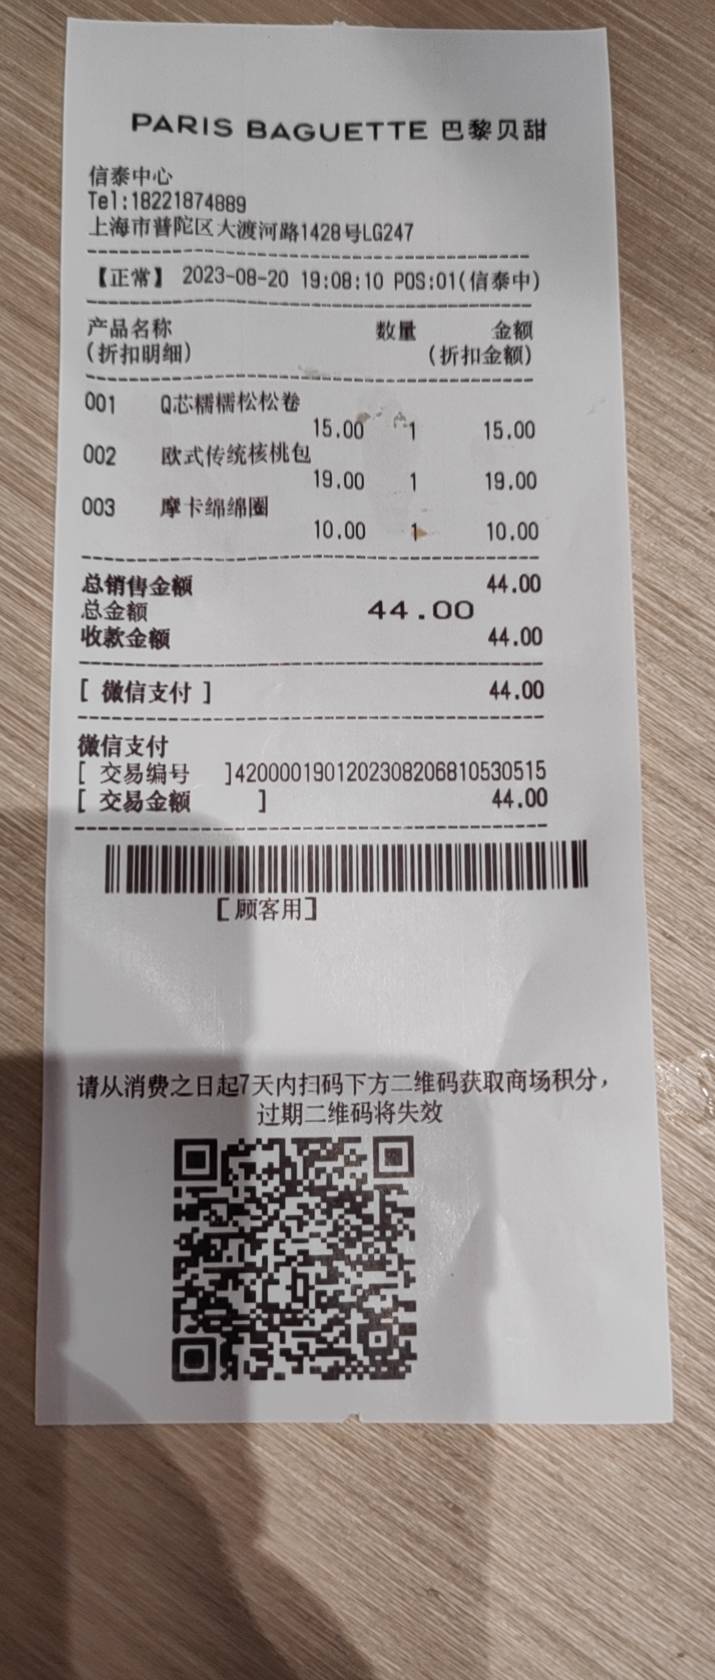 PARIS BAGUETTE 巴黎贝甜
信泰中心
Tel:18221874889
上海市普陀区大渡河路1428号LG247
【正常】 2023-08-20 19:08:10 POS:01(信泰中)
产品名称 数量 金额
(折扣明细) (折扣金额)
001 Q芯糯糯松松卷
15.00 1 15.00
002 欧式传统核桃包
19.00 1 19.00
003 摩卡绵绵圈
10.00 1 10.00
总销售金额 44.00
总金额 44.00
收款金额 44.00
[ 微信支付 ] 44.00
微信支付
[ 交易编号 ]4200001901202308206810530515
[ 交易金额 ] 44.00
[顾客用]
请从消费之日起7天内扫码下方二维码获取商场积分，
过期二维码将失效